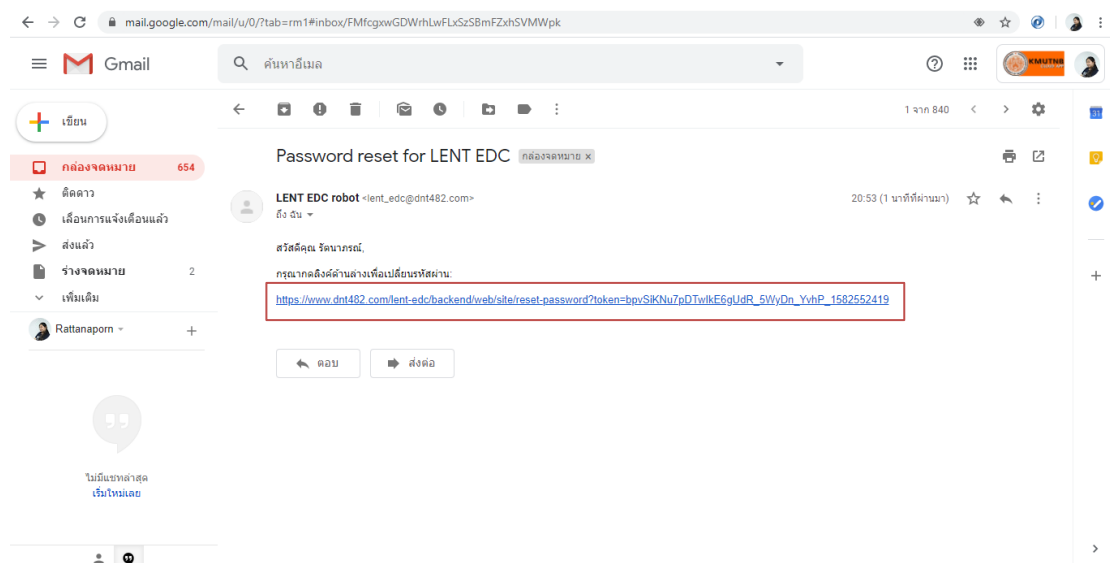 mail.google.com/mail/u/0/?tab=rm1#inbox/FMfcgxwGDWrhLwFLxSzSBmFZxhSVMWpk
Gmail
ค้นหาอีเมล
KMUTNB
เขียน
1 จาก 840
31
Password reset for LENT EDC กล่องจดหมาย x
กล่องจดหมาย 654
ติดดาว
LENT EDC robot <lent_edc@dnt482.com>
20:53 (1 นาทีที่ผ่านมา)
ถึง ฉัน
เลื่อนการแจ้งเตือนแล้ว
ส่งแล้ว
สวัสดีคุณ รัตนาภรณ์,
ร่างจดหมาย 2
กรุณากดลิงค์ด้านล่างเพื่อเปลี่ยนรหัสผ่าน:
เพิ่มเติม
https://www.dnt482.com/lent-edc/backend/web/site/reset-password?token=bpvSiKNu7pDTwIkE6gUdR_5WyDn_YvhP_1582552419
Rattanaporn
ตอบ
ส่งต่อ
ไม่มีแชทล่าสุด
เริ่มใหม่เลย